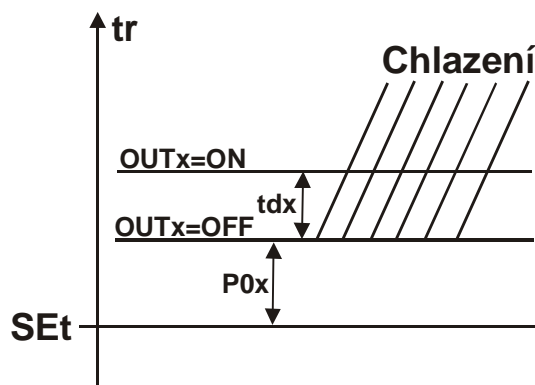 tr
Chlazení
OUTx=ON
tdx
OUTx=OFF
P0x
SEt